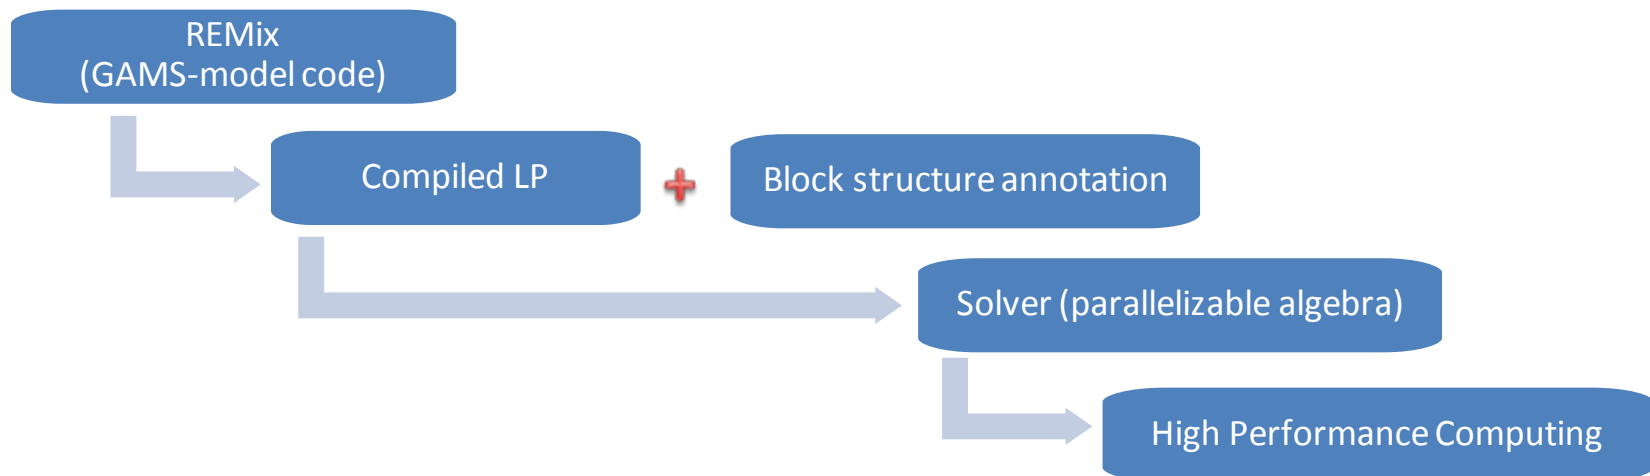 REMix
(GAMS-model code)
Compiled LP
Block structure annotation
Solver (parallelizable algebra)
High Performance Computing